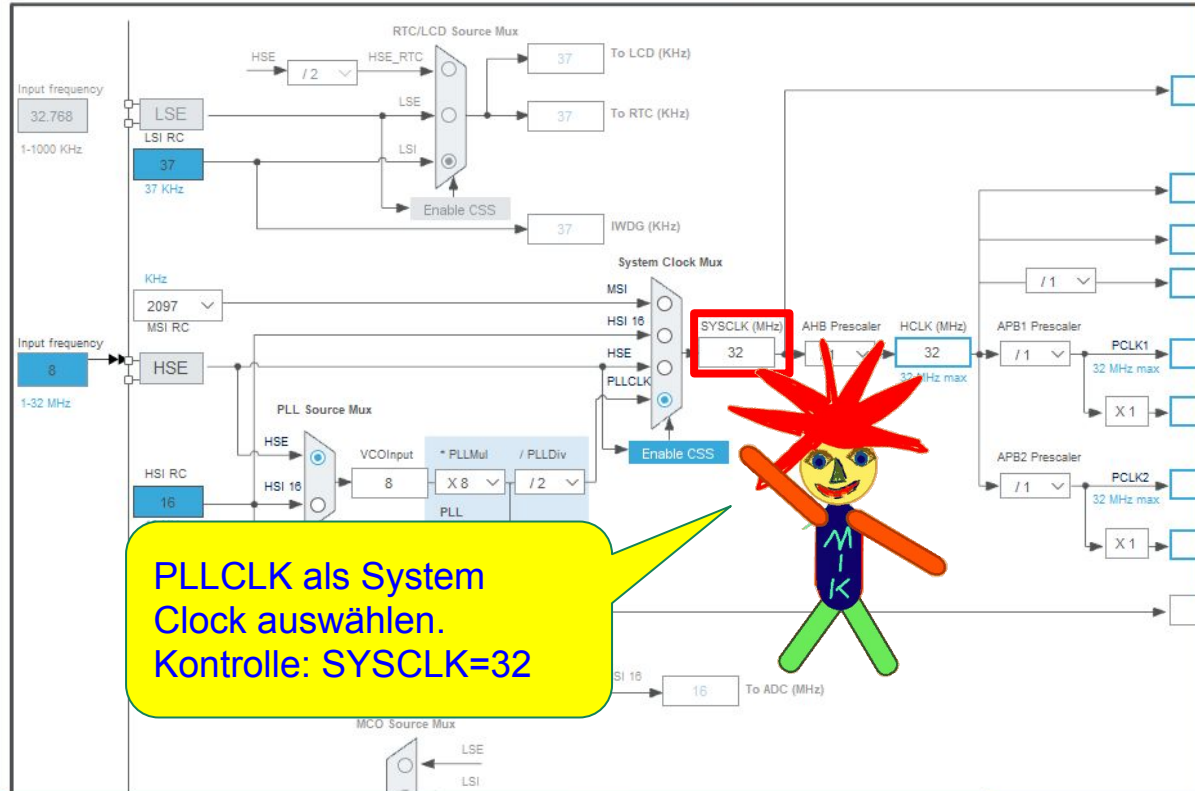 RTC/LCD Source Mux
HSE
/ 2
HSE_RTC
37
To LCD (KHz)
Input frequency
32.768
1-1000 KHz
LSE
LSE
37
To RTC (KHz)
LSI RC
37
37 KHz
LSI
Enable CSS
37
IWDG (KHz)
System Clock Mux
KHz
2097
MSI RC
MSI
HSI 16
HSE
PLLCLK
SYSCLK (MHz)
32
AHB Prescaler
HCLK (MHz)
32
32 MHz max
/ 1
APB1 Prescaler
/ 1
PCLK1
32 MHz max
X 1
Input frequency
8
1-32 MHz
HSE
PLL Source Mux
HSE
HSI 16
VCOInput
8
* PLLMul
X 8
/ PLLDiv
/ 2
PLL
Enable CSS
HSI RC
16
APB2 Prescaler
/ 1
PCLK2
32 MHz max
X 1
MIK
PLLCLK als System
Clock auswählen.
Kontrolle: SYSCLK=32
16
To ADC (MHz)
MCO Source Mux
LSE
LSI